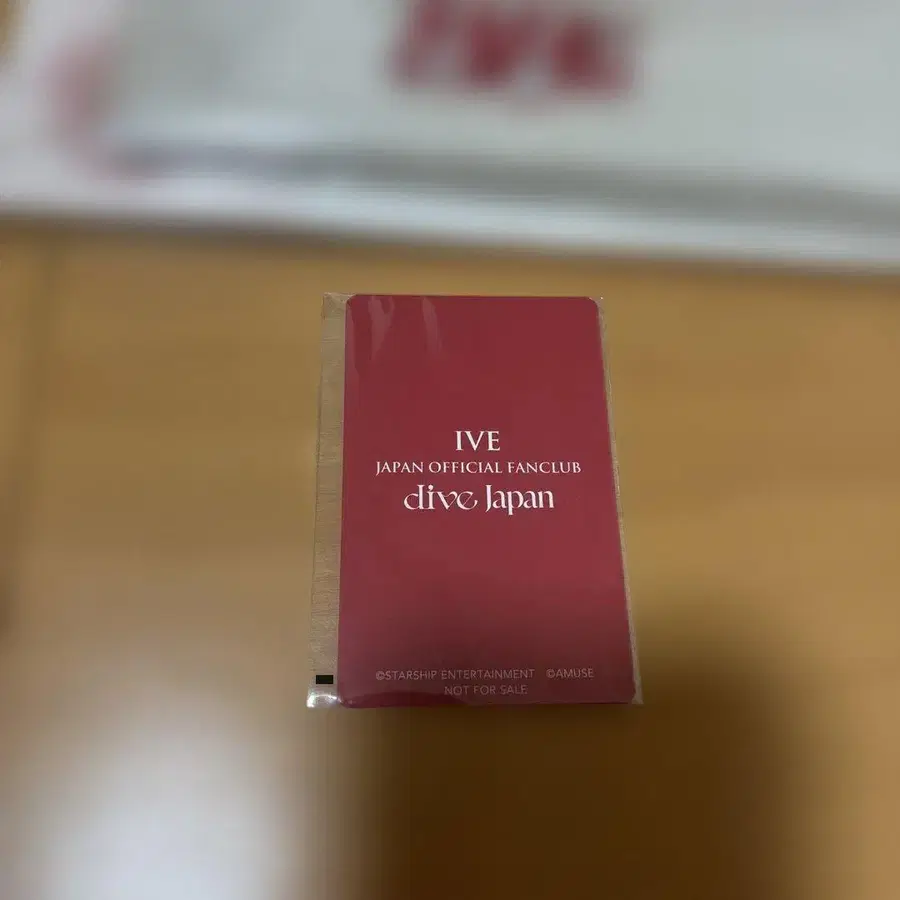 IVE
JAPAN OFFICIAL FANCLUB
dive Japan
©STARSHIP ENTERTAINMENT ©AMUSE
NOT FOR SALE